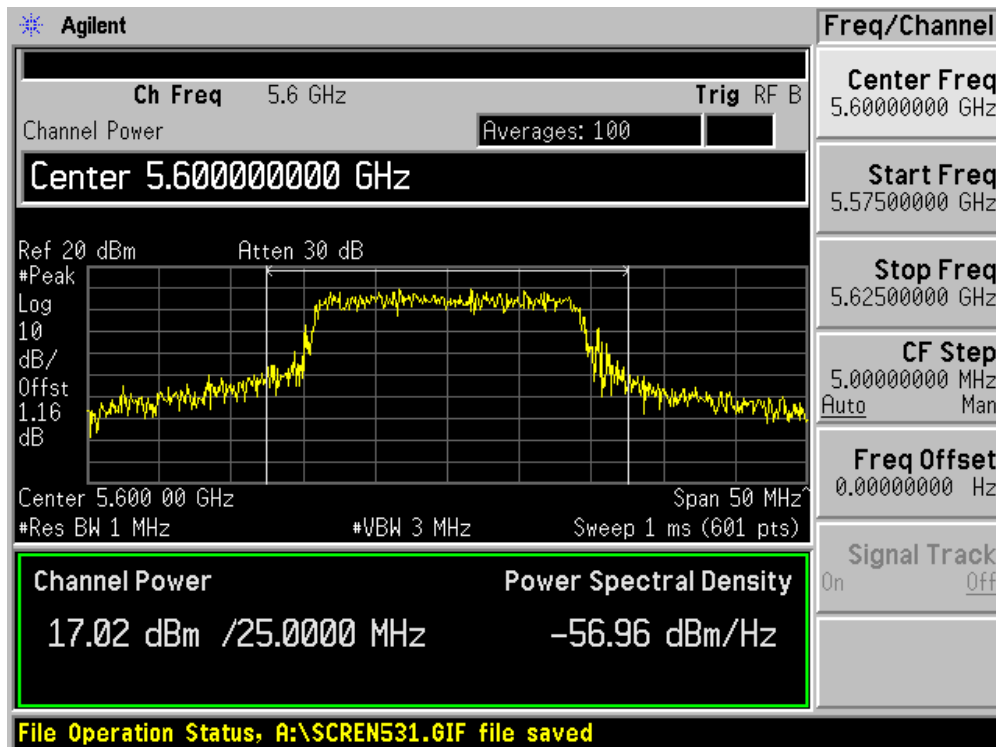 Agilent
Freq/Channel
Ch Freq 5.6 GHz Trig RF B
Channel Power Averages: 100
Center 5.600000000 GHz
Ref 20 dBm Atten 30 dB
#Peak
Log
10
dB/
Offst
1.16
dB
Center 5.600 00 GHz Span 50 MHz^
#Res BW 1 MHz #VBW 3 MHz Sweep 1 ms (601 pts)
Channel Power Power Spectral Density
17.02 dBm /25.0000 MHz -56.96 dBm/Hz
File Operation Status, A:\SCREN531.GIF file saved
Center Freq
5.60000000 GHz
Start Freq
5.57500000 GHz
Stop Freq
5.62500000 GHz
CF Step
5.00000000 MHz
Auto Man
Freq Offset
0.00000000 Hz
Signal Track
On Off